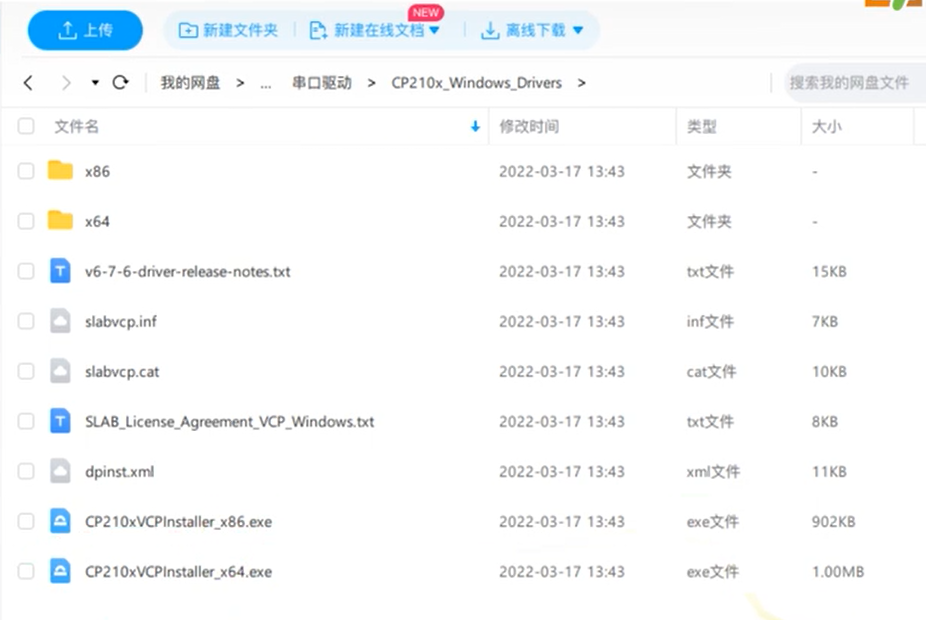 上传 新建文件夹 新建在线文档 NEW 离线下载
我的网盘 > ... 串口驱动 > CP210x_Windows_Drivers > 搜索我的网盘文件
文件名 修改时间 类型 大小
x86 2022-03-17 13:43 文件夹 -
x64 2022-03-17 13:43 文件夹 -
v6-7-6-driver-release-notes.txt 2022-03-17 13:43 txt文件 15KB
slabvcp.inf 2022-03-17 13:43 inf文件 7KB
slabvcp.cat 2022-03-17 13:43 cat文件 10KB
SLAB_License_Agreement_VCP_Windows.txt 2022-03-17 13:43 txt文件 8KB
dpinst.xml 2022-03-17 13:43 xml文件 11KB
CP210xVCPInstaller_x86.exe 2022-03-17 13:43 exe文件 902KB
CP210xVCPInstaller_x64.exe 2022-03-17 13:43 exe文件 1.00MB